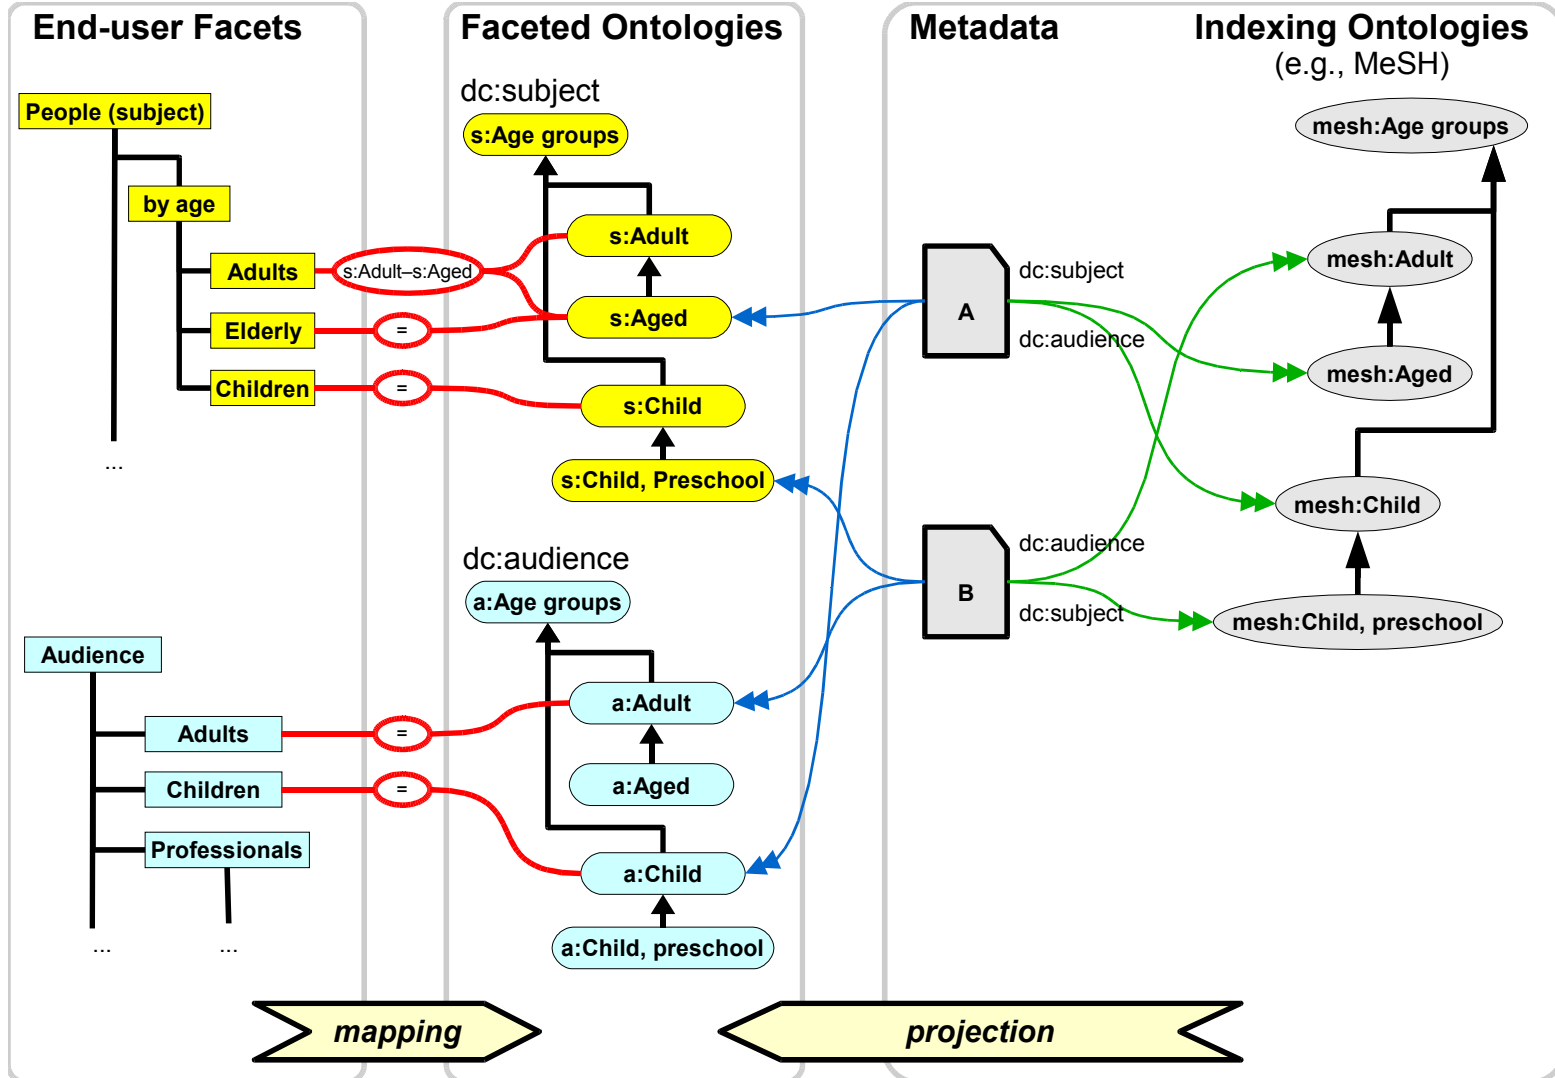 End-user Facets
People (subject)
by age
Adults
Elderly
Children
...
Audience
Adults
Children
Professionals
...
...
s:Adult–s:Aged
=
=
=
=
mapping
Faceted Ontologies
dc:subject
s:Age groups
s:Adult
s:Aged
s:Child
s:Child, Preschool
dc:audience
a:Age groups
a:Adult
a:Aged
a:Child
a:Child, preschool
Metadata
A
dc:subject
dc:audience
B
dc:audience
dc:subject
projection
Indexing Ontologies
(e.g., MeSH)
mesh:Age groups
mesh:Adult
mesh:Aged
mesh:Child
mesh:Child, preschool